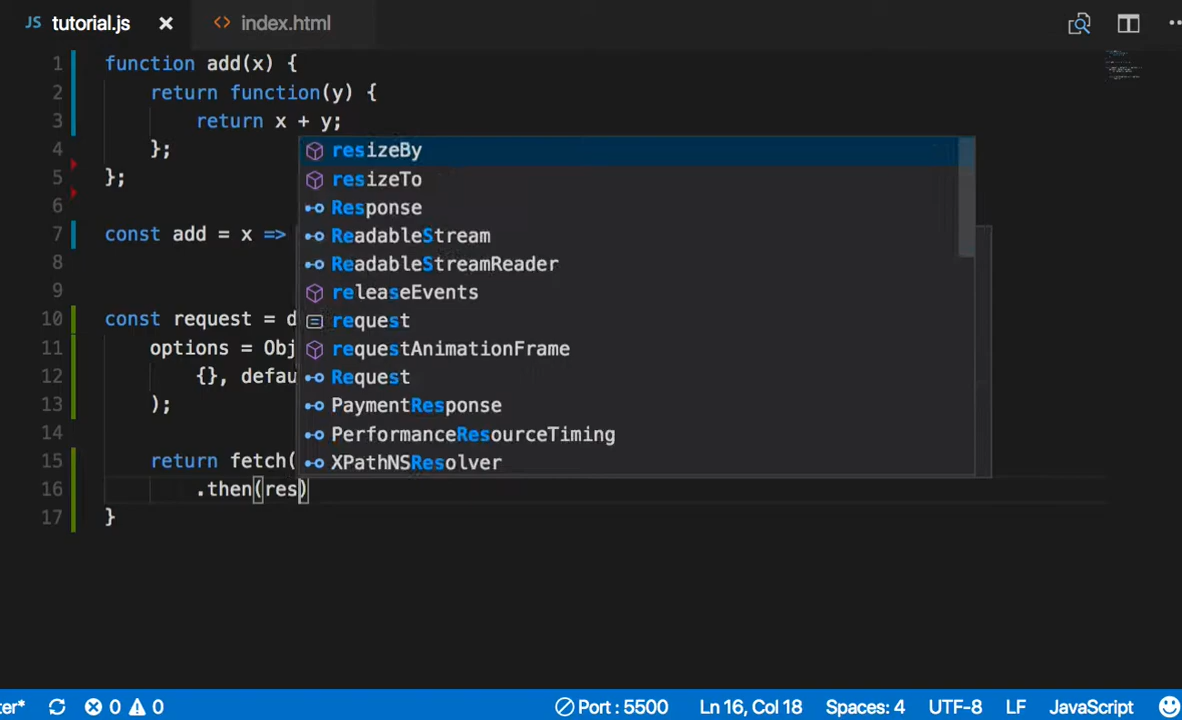 JS tutorial.js × <> index.html
1 function add(x) {
2 return function(y) {
3 return x + y;
4 };
5 };
6
7 const add = x =>
8
9
10 const request = d
11 options = Obj
12 {}, defau
13 );
14
15 return fetch(
16 .then(res)
17 }
resizeBy
resizeTo
Response
ReadableStream
ReadableStreamReader
releaseEvents
request
requestAnimationFrame
Request
PaymentResponse
PerformanceResourceTiming
XPathNSResolver
ter* 0 0 Port : 5500 Ln 16, Col 18 Spaces: 4 UTF-8 LF JavaScript